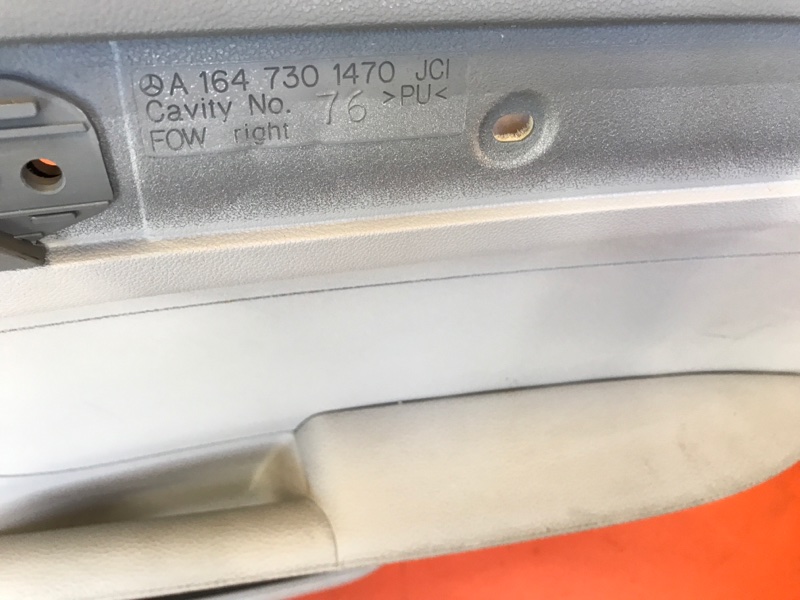 A 164 730 1470 JCI
Cavity No. 76 >PU<
FOW right